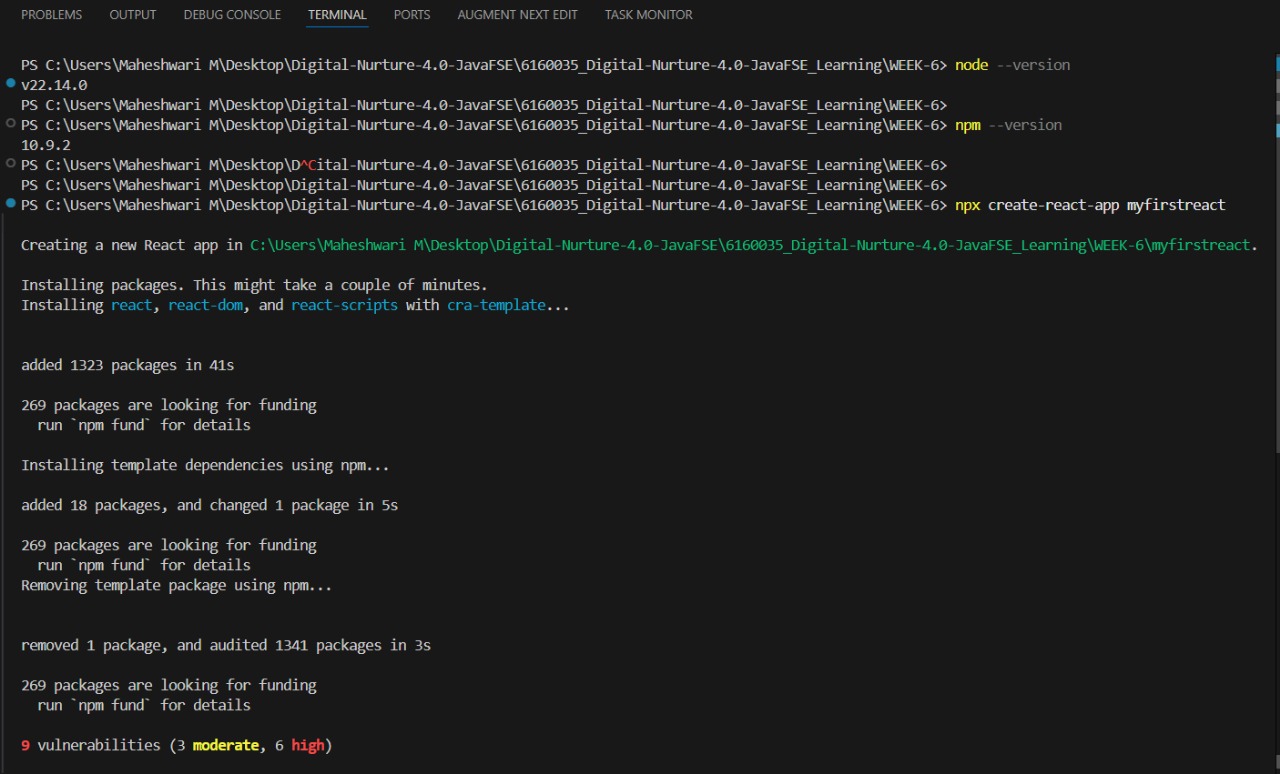 PROBLEMS OUTPUT DEBUG CONSOLE TERMINAL PORTS AUGMENT NEXT EDIT TASK MONITOR
PS C:\Users\Maheshwari M\Desktop\Digital-Nurture-4.0-JavaFSE\6160035_Digital-Nurture-4.0-JavaFSE_Learning\WEEK-6> node --version
v22.14.0
PS C:\Users\Maheshwari M\Desktop\Digital-Nurture-4.0-JavaFSE\6160035_Digital-Nurture-4.0-JavaFSE_Learning\WEEK-6>
PS C:\Users\Maheshwari M\Desktop\Digital-Nurture-4.0-JavaFSE\6160035_Digital-Nurture-4.0-JavaFSE_Learning\WEEK-6> npm --version
10.9.2
PS C:\Users\Maheshwari M\Desktop\D^Cital-Nurture-4.0-JavaFSE\6160035_Digital-Nurture-4.0-JavaFSE_Learning\WEEK-6>
PS C:\Users\Maheshwari M\Desktop\Digital-Nurture-4.0-JavaFSE\6160035_Digital-Nurture-4.0-JavaFSE_Learning\WEEK-6>
PS C:\Users\Maheshwari M\Desktop\Digital-Nurture-4.0-JavaFSE\6160035_Digital-Nurture-4.0-JavaFSE_Learning\WEEK-6> npx create-react-app myfirstreact
Creating a new React app in C:\Users\Maheshwari M\Desktop\Digital-Nurture-4.0-JavaFSE\6160035_Digital-Nurture-4.0-JavaFSE_Learning\WEEK-6\myfirstreact.
Installing packages. This might take a couple of minutes.
Installing react, react-dom, and react-scripts with cra-template...
added 1323 packages in 41s
269 packages are looking for funding
run `npm fund` for details
Installing template dependencies using npm...
added 18 packages, and changed 1 package in 5s
269 packages are looking for funding
run `npm fund` for details
Removing template package using npm...
removed 1 package, and audited 1341 packages in 3s
269 packages are looking for funding
run `npm fund` for details
9 vulnerabilities (3 moderate, 6 high)